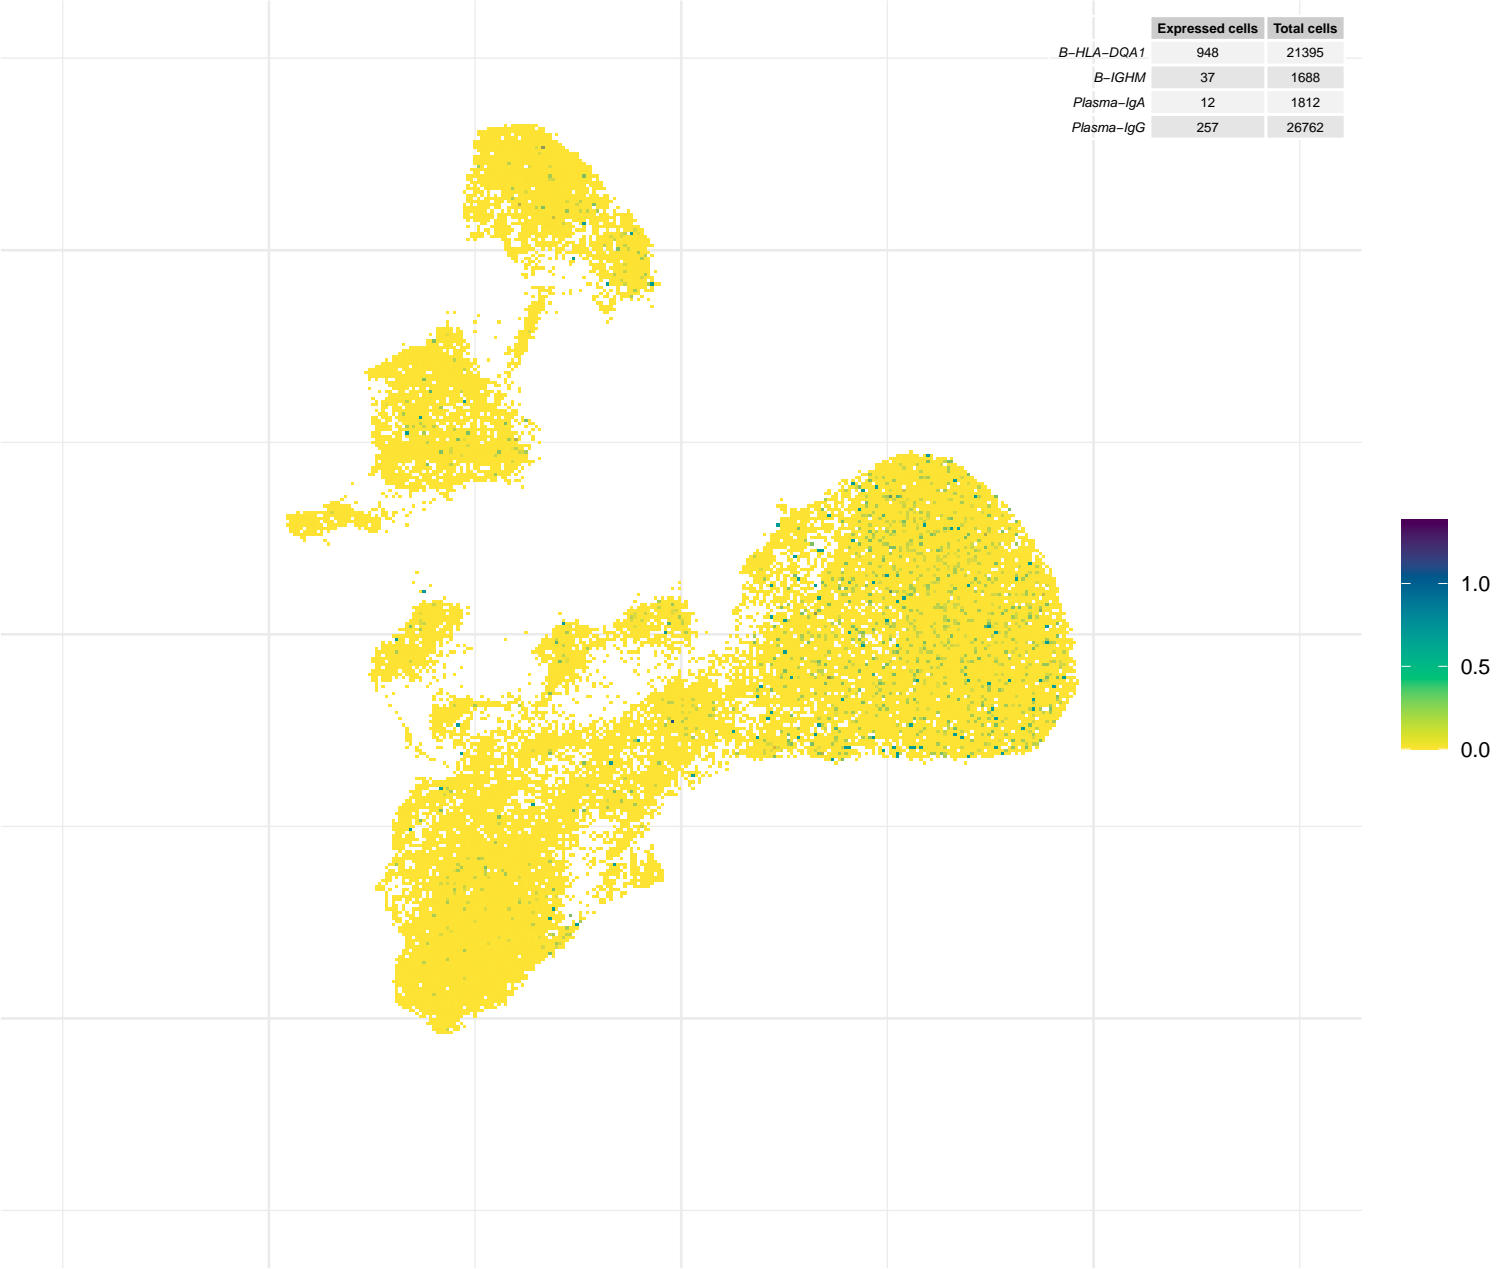 Expressed cells Total cells
B−HLA−DQA1 948 21395
B−IGHM 37 1688
Plasma−IgA 12 1812
Plasma−IgG 257 26762
1.0
0.5
0.0